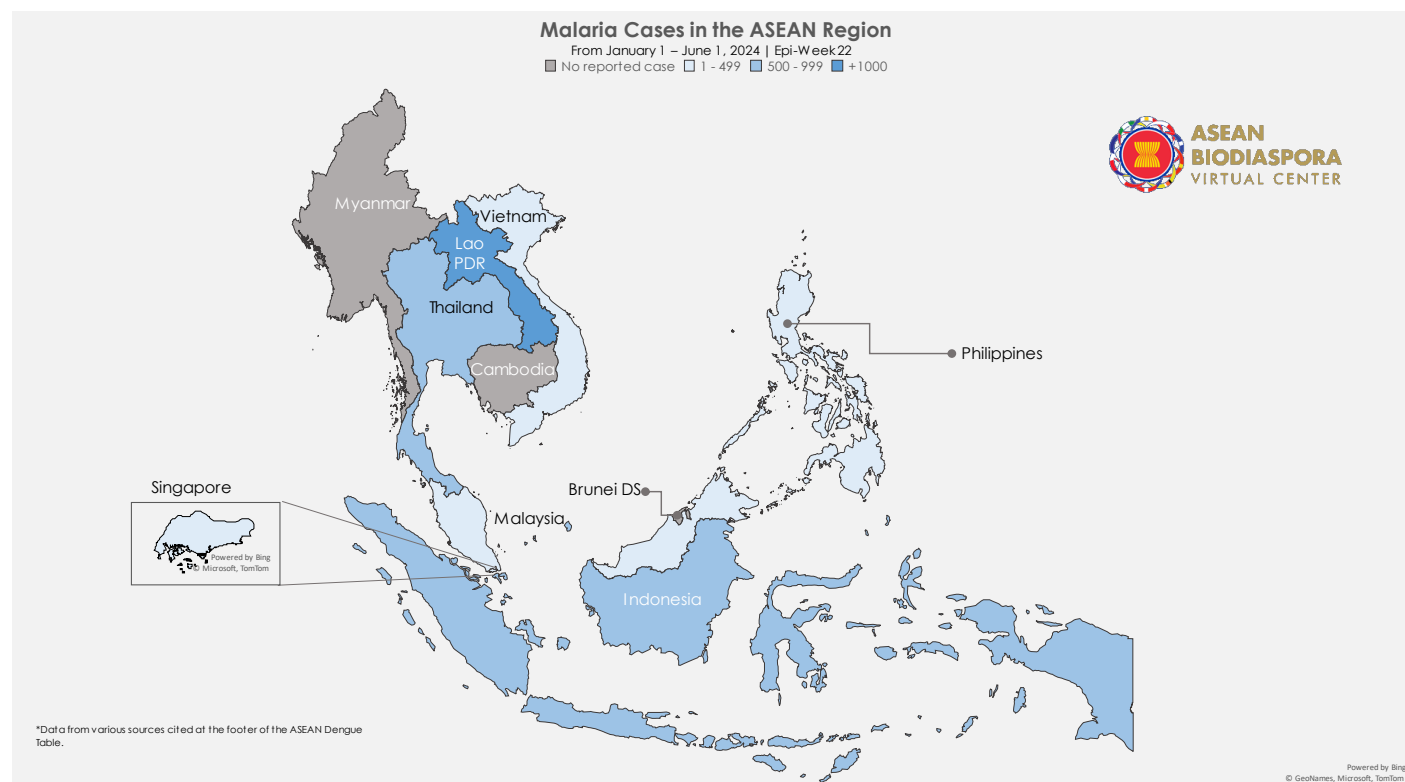 Malaria Cases in the ASEAN Region
From January 1 – June 1, 2024 | Epi-Week 22
No reported case 1 - 499 500 - 999 +1000
ASEAN
BIODIASPORA
VIRTUAL CENTER
Myanmar
Vietnam
Lao
PDR
Thailand
Cambodia
Philippines
Singapore
Brunei DS
Malaysia
Powered by Bing
© Microsoft, TomTom
Indonesia
*Data from various sources cited at the footer of the ASEAN Dengue
Table.
Powered by Bing
© GeoNames, Microsoft, TomTom